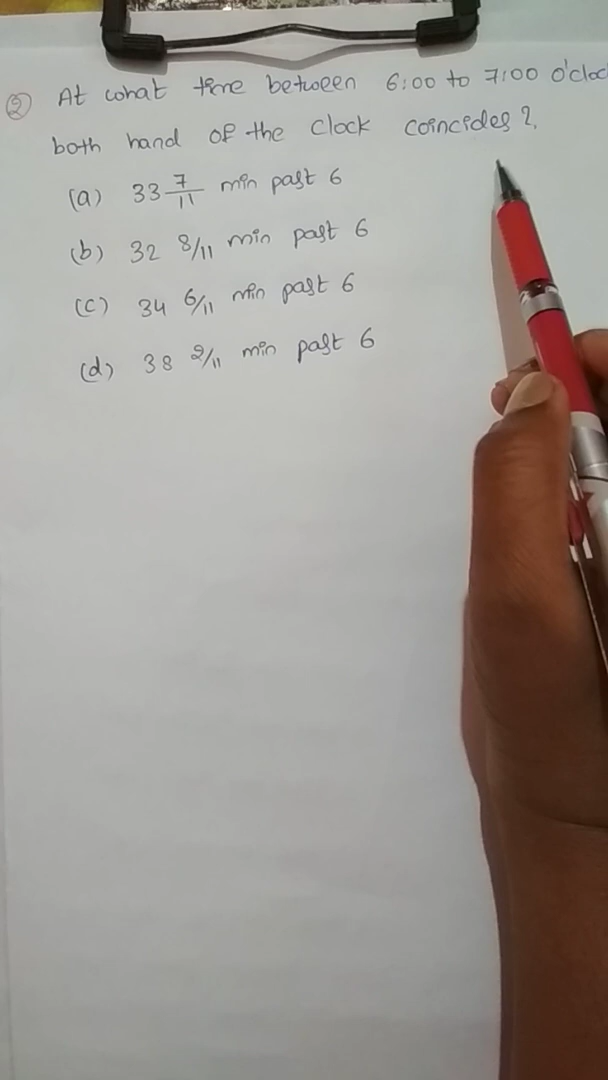 ② At what time between 6:00 to 7:00 o'cloc
both hand of the clock coincides?
(a) 33 7/11 min past 6
(b) 32 8/11 min past 6
(c) 34 6/11 min past 6
(d) 38 2/11 min past 6